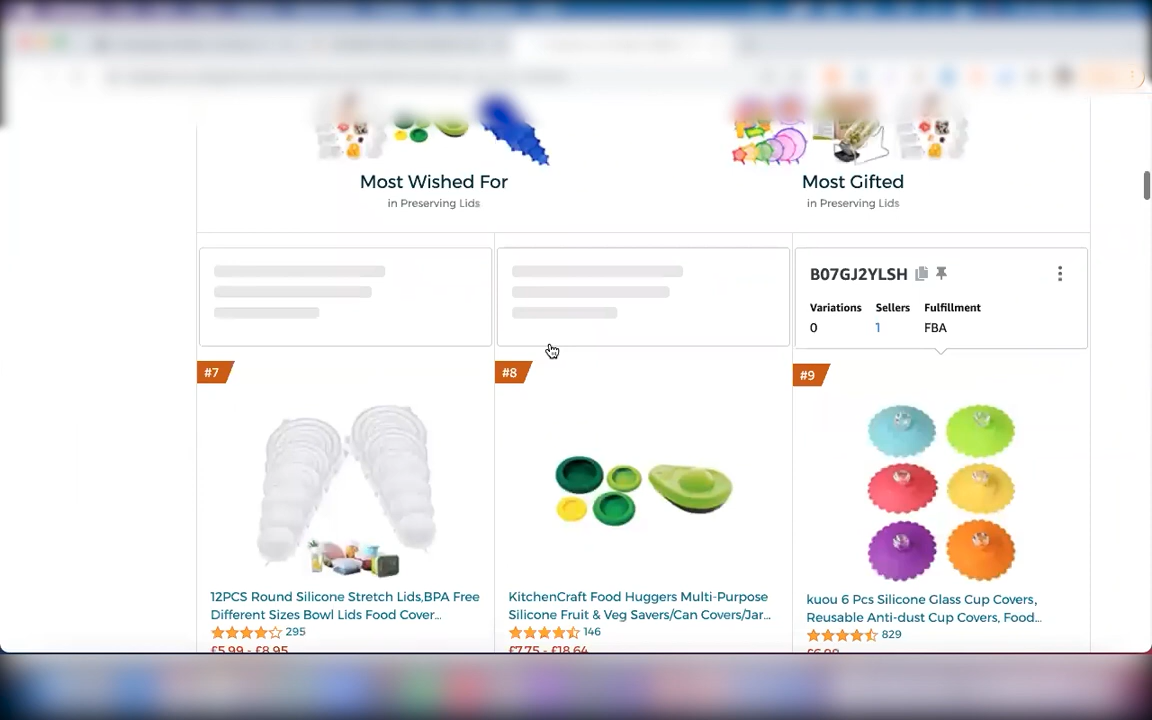 Most Wished For
in Preserving Lids
Most Gifted
in Preserving Lids
B07GJ2YLSH
Variations Sellers Fulfillment
0 1 FBA
#7
#8
#9
12PCS Round Silicone Stretch Lids,BPA Free
Different Sizes Bowl Lids Food Cover...
295
£5.99 - £8.95
KitchenCraft Food Huggers Multi-Purpose
Silicone Fruit & Veg Savers/Can Covers/Jar...
146
£7.75 - £18.64
kuou 6 Pcs Silicone Glass Cup Covers,
Reusable Anti-dust Cup Covers, Food...
829